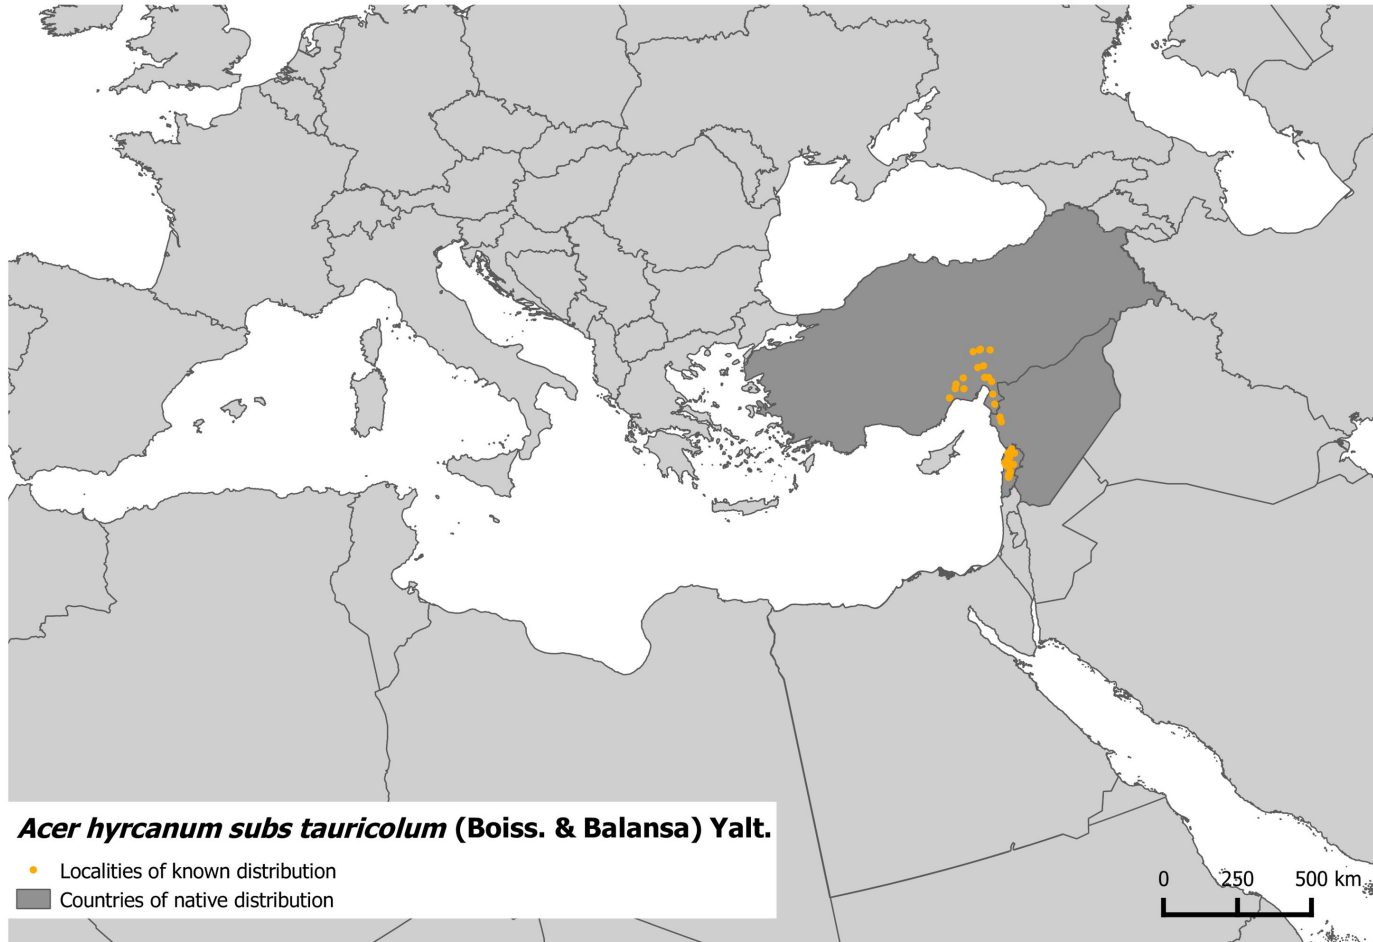 Acer hyrcanum subs tauricolum (Boiss. & Balansa) Yalt.
Localities of known distribution
Countries of native distribution
0 250 500 km